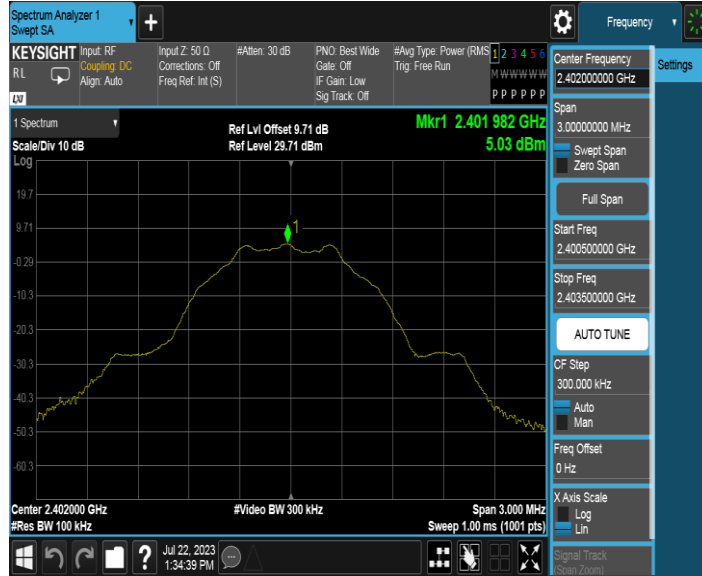 Spectrum Analyzer 1
Swept SA
Frequency
KEYSIGHT
RL
LXI
Input: RF
Coupling: DC
Align: Auto
Input Z: 50 Ω
Corrections: Off
Freq Ref: Int (S)
#Atten: 30 dB
PNO: Best Wide
Gate: Off
IF Gain: Low
Sig Track: Off
#Avg Type: Power (RMS
Trig: Free Run
1 2 3 4 5 6
M W W W W W
P P P P P P
1 Spectrum
Scale/Div 10 dB
Log
Ref Lvl Offset 9.71 dB
Ref Level 29.71 dBm
Mkr1 2.401 982 GHz
5.03 dBm
1
19.7
9.71
-0.29
-10.3
-20.3
-30.3
-40.3
-50.3
-60.3
Center 2.402000 GHz
#Res BW 100 kHz
#Video BW 300 kHz
Span 3.000 MHz
Sweep 1.00 ms (1001 pts)
Jul 22, 2023
1:34:39 PM
Center Frequency
2.402000000 GHz
Span
3.00000000 MHz
Swept Span
Zero Span
Full Span
Start Freq
2.400500000 GHz
Stop Freq
2.403500000 GHz
AUTO TUNE
CF Step
300.000 kHz
Auto
Man
Freq Offset
0 Hz
X Axis Scale
Log
Lin
Signal Track
(Span Zoom)
Settings